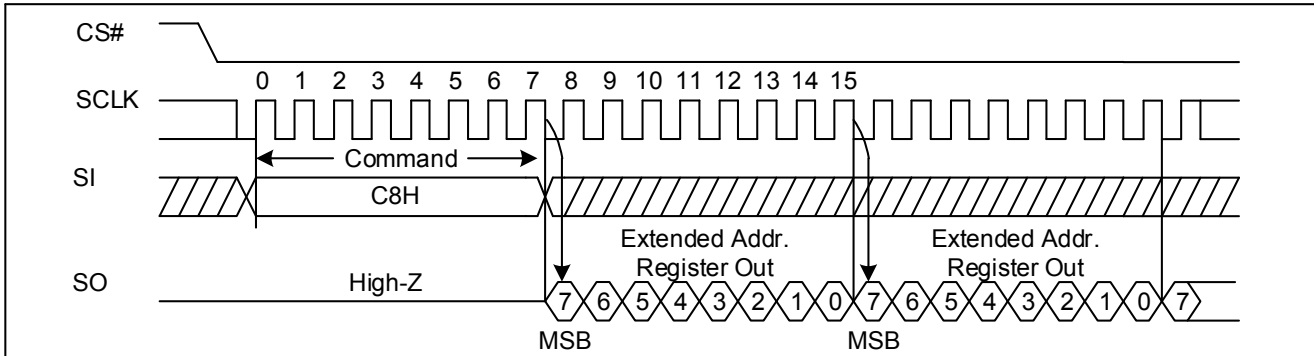 CS#
0 1 2 3 4 5 6 7 8 9 10 11 12 13 14 15
SCLK
Command
SI
C8H
Extended Addr. Extended Addr.
Register Out Register Out
SO
High-Z
7 6 5 4 3 2 1 0 7 6 5 4 3 2 1 0 7
MSB MSB